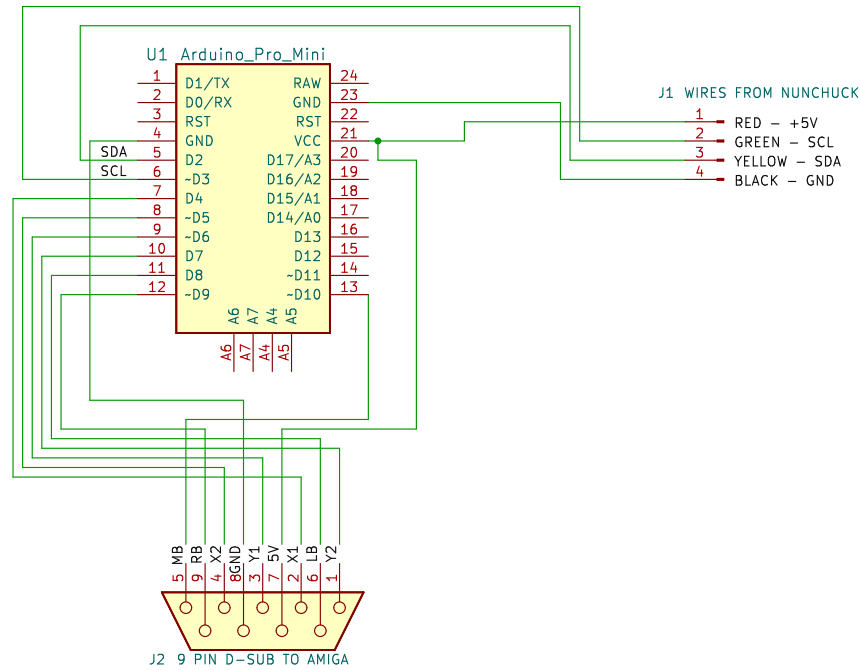 U1 Arduino_Pro_Mini
1 D1/TX RAW 24
2 D0/RX GND 23
3 RST RST 22
4 GND VCC 21
SDA 5 D2 D17/A3 20
SCL 6 ~D3 D16/A2 19
7 D4 D15/A1 18
8 ~D5 D14/A0 17
9 ~D6 D13 16
10 D7 D12 15
11 D8 ~D11 14
12 ~D9 ~D10 13
A6 A7 A4 A5
A6 A7 A4 A5
J1 WIRES FROM NUNCHUCK
1 RED - +5V
2 GREEN - SCL
3 YELLOW - SDA
4 BLACK - GND
MB RB X2 GND Y1 5V X1 LB Y2
5 9 4 8 3 7 2 6 1
J2 9 PIN D-SUB TO AMIGA